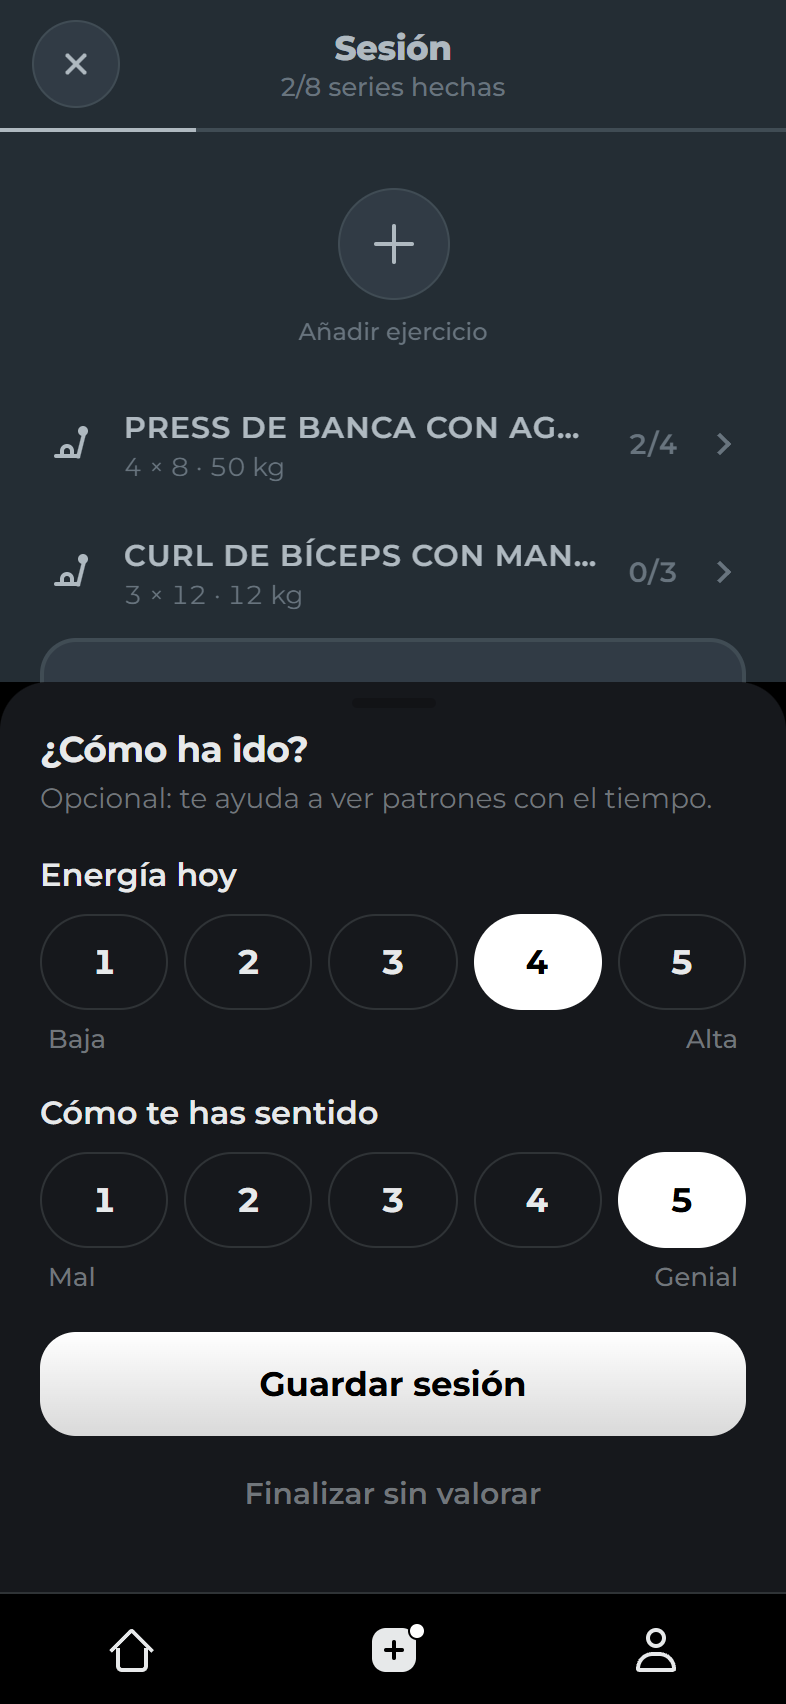 Sesión
2/8 series hechas
Añadir ejercicio
PRESS DE BANCA CON AG...
4 × 8 · 50 kg
2/4
CURL DE BÍCEPS CON MAN...
3 × 12 · 12 kg
0/3
¿Cómo ha ido?
Opcional: te ayuda a ver patrones con el tiempo.
Energía hoy
1 2 3 4 5
Baja Alta
Cómo te has sentido
1 2 3 4 5
Mal Genial
Guardar sesión
Finalizar sin valorar